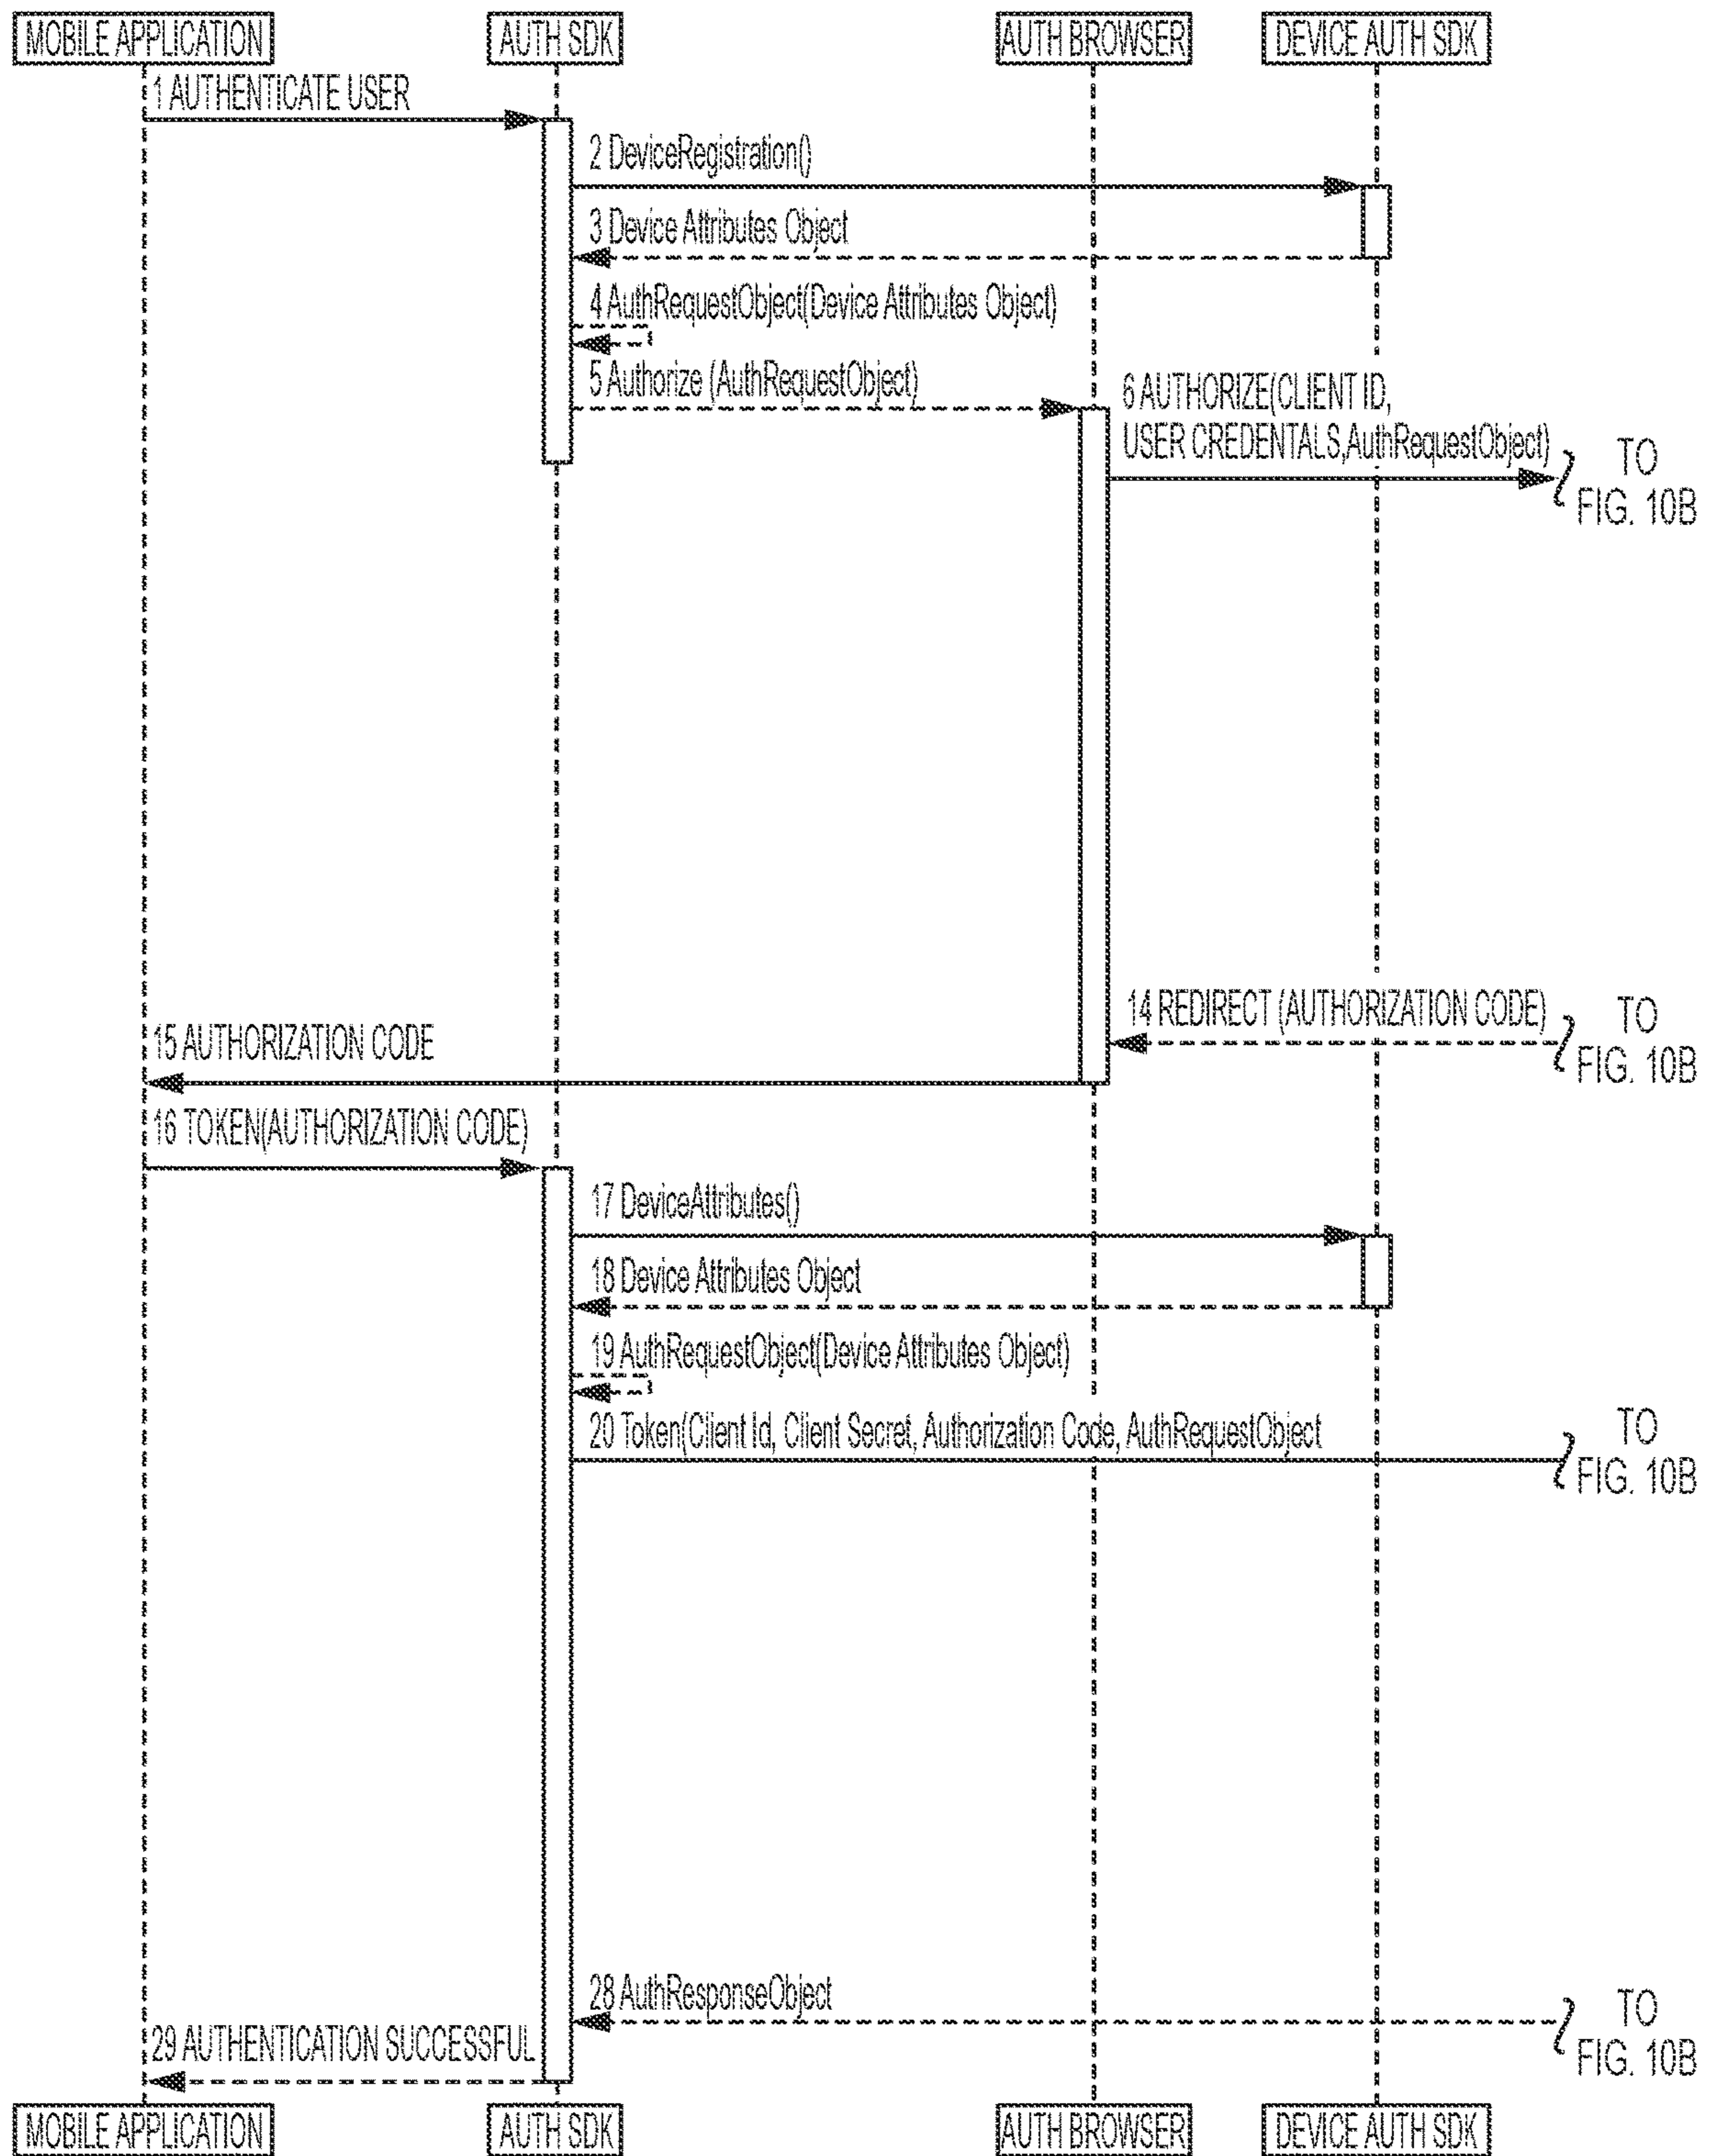 MOBILE APPLICATION
AUTH SDK
AUTH BROWSER
DEVICE AUTH SDK
1 AUTHENTICATE USER
2 DeviceRegistration()
3 Device Attributes Object
4 AuthRequestObject(Device Attributes Object)
5 Authorize (AuthRequestObject)
6 AUTHORIZE(CLIENT ID,
USER CREDENTALS,AuthRequestObject)
TO
FIG. 10B
14 REDIRECT (AUTHORIZATION CODE)
TO
FIG. 10B
15 AUTHORIZATION CODE
16 TOKEN(AUTHORIZATION CODE)
17 DeviceAttributes()
18 Device Attributes Object
19 AuthRequestObject(Device Attributes Object)
20 Token(Client Id, Client Secret, Authorization Code, AuthRequestObject
TO
FIG. 10B
28 AuthResponseObject
TO
FIG. 10B
29 AUTHENTICATION SUCCESSFUL
MOBILE APPLICATION
AUTH SDK
AUTH BROWSER
DEVICE AUTH SDK